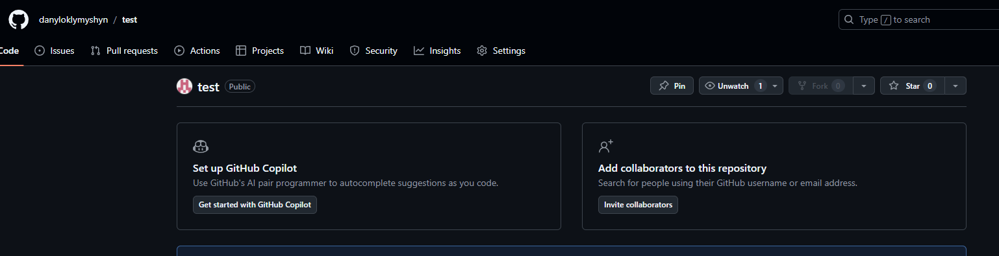 danyloklymyshyn / test
Type / to search
Code Issues Pull requests Actions Projects Wiki Security Insights Settings
test Public
Pin Unwatch 1 Fork 0 Star 0
Set up GitHub Copilot
Use GitHub's AI pair programmer to autocomplete suggestions as you code.
Get started with GitHub Copilot
Add collaborators to this repository
Search for people using their GitHub username or email address.
Invite collaborators